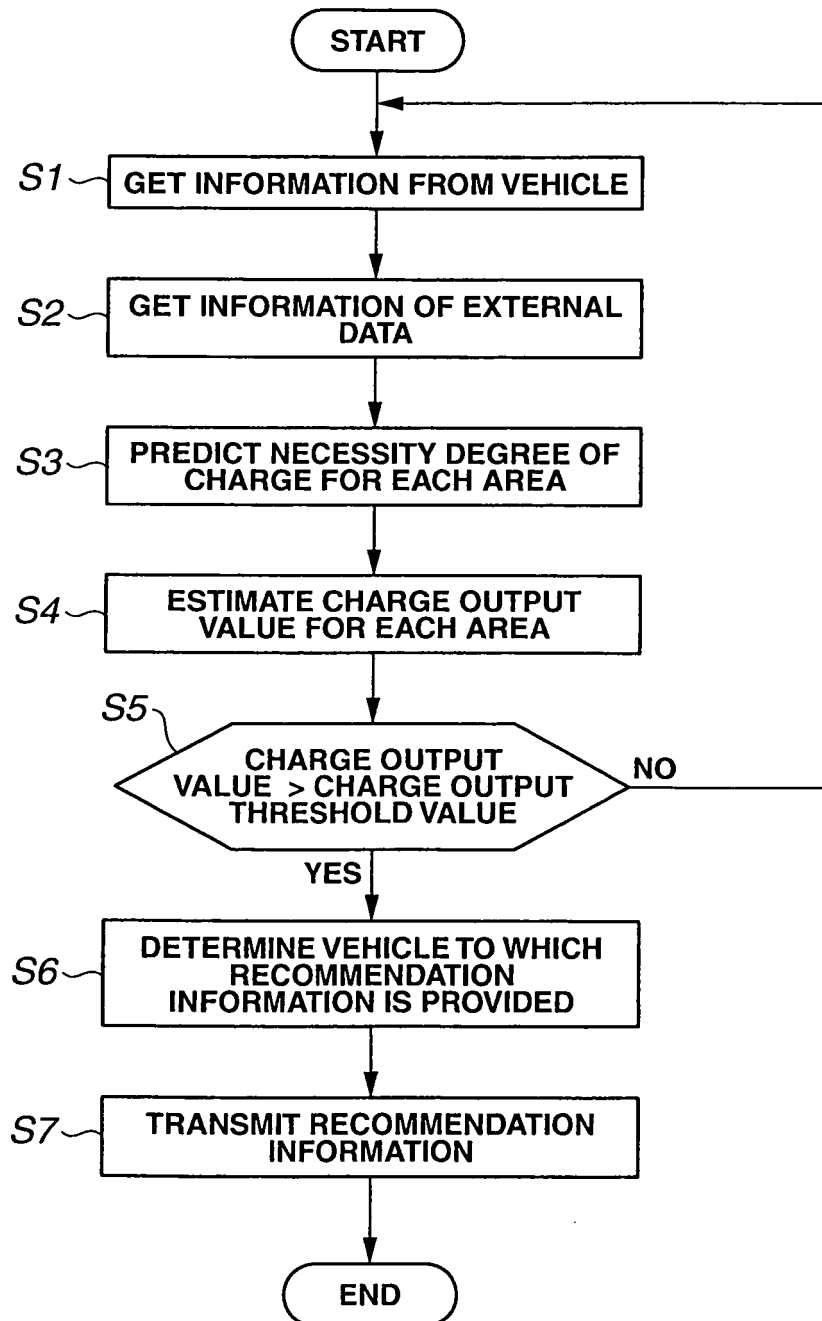 START
S1
GET INFORMATION FROM VEHICLE
S2
GET INFORMATION OF EXTERNAL
DATA
S3
PREDICT NECESSITY DEGREE OF
CHARGE FOR EACH AREA
S4
ESTIMATE CHARGE OUTPUT
VALUE FOR EACH AREA
S5
CHARGE OUTPUT
VALUE > CHARGE OUTPUT
THRESHOLD VALUE
NO
YES
S6
DETERMINE VEHICLE TO WHICH
RECOMMENDATION
INFORMATION IS PROVIDED
S7
TRANSMIT RECOMMENDATION
INFORMATION
END